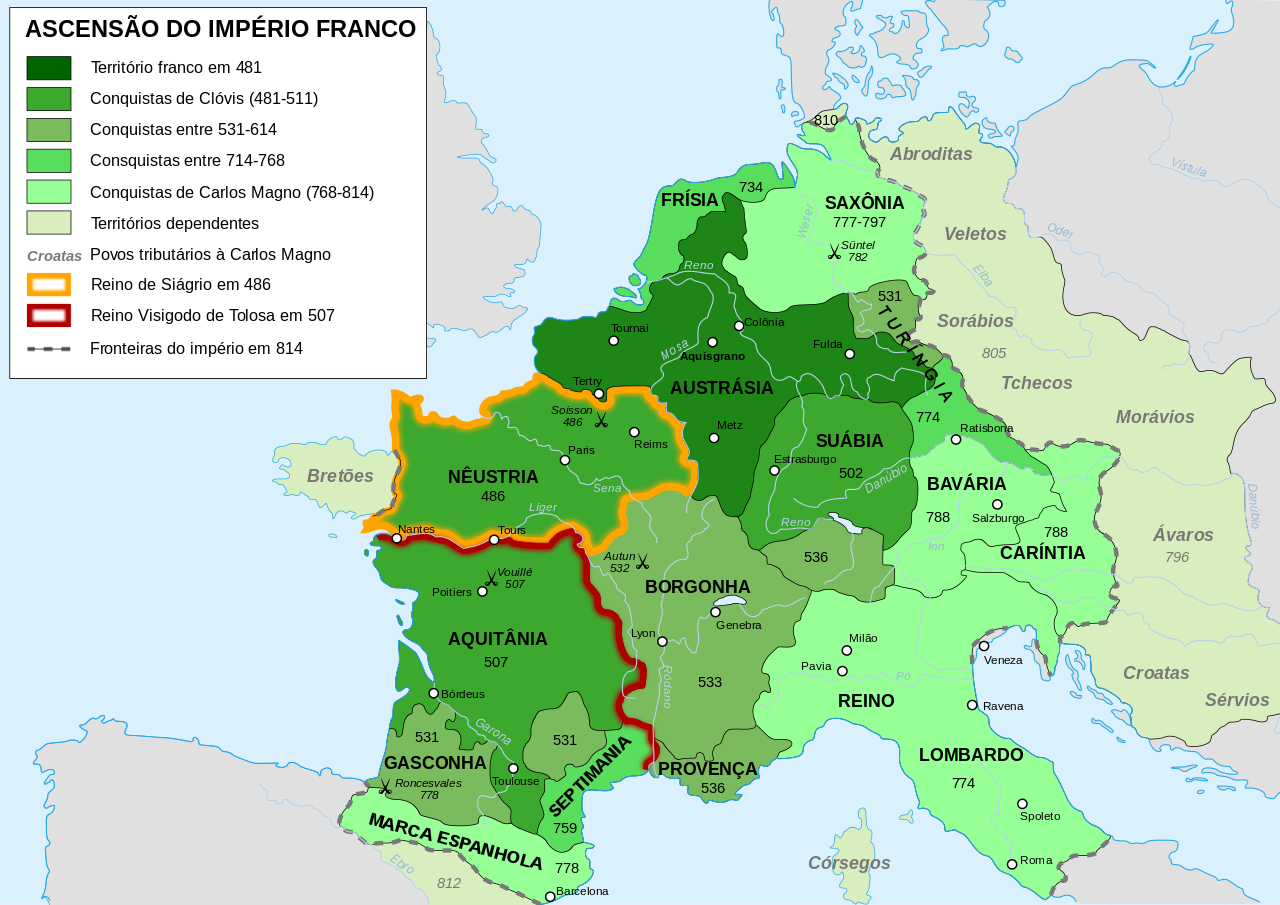 ASCENSÃO DO IMPÉRIO FRANCO
Território franco em 481
Conquistas de Clóvis (481-511)
Conquistas entre 531-614
Consquistas entre 714-768
Conquistas de Carlos Magno (768-814)
Territórios dependentes
Croatas Povos tributários à Carlos Magno
Reino de Siágrio em 486
Reino Visigodo de Tolosa em 507
Fronteiras do império em 814
810
Abroditas
Vístula
734
FRÍSIA
SAXÔNIA
777-797
Weser
Süntel
782
Veletos
Oder
Elba
Reno
531
TURÍNGIA
Sorábios
805
Tchecos
Morávios
Tournai
Colônia
Mosa
Aquisgrano
Fulda
AUSTRÁSIA
Tertry
Soisson
486
Reims
Metz
774
Ratisbona
SUÁBIA
502
Estrasburgo
Danúbio
Paris
Bretões
NÊUSTRIA
486
Sena
Líger
BAVÁRIA
788
Salzburgo
Danúbio
Nantes
Tours
Reno
Inn
788
CARÍNTIA
Ávaros
796
Autun
532
536
Vouillé
507
Poitiers
BORGONHA
Genebra
AQUITÂNIA
507
Lyon
Milão
Veneza
Pavia
Pó
Croatas
Sérvios
Ródano
533
Bórdeus
REINO
Ravena
Garona
531
531
LOMBARDO
774
GASCONHA
Roncesvales
778
Toulouse
SEPTIMANIA
759
PROVENÇA
536
Spoleto
MARCA ESPANHOLA
778
Ebro
812
Barcelona
Córsegos
Roma